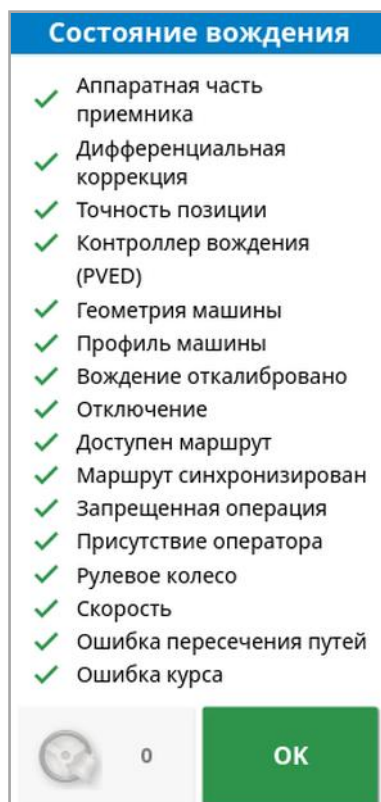 Состояние вождения
Аппаратная часть
приемника
Дифференциальная
коррекция
Точность позиции
Контроллер вождения
(PVED)
Геометрия машины
Профиль машины
Вождение откалибровано
Отключение
Доступен маршрут
Маршрут синхронизирован
Запрещенная операция
Присутствие оператора
Рулевое колесо
Скорость
Ошибка пересечения путей
Ошибка курса
0
OK